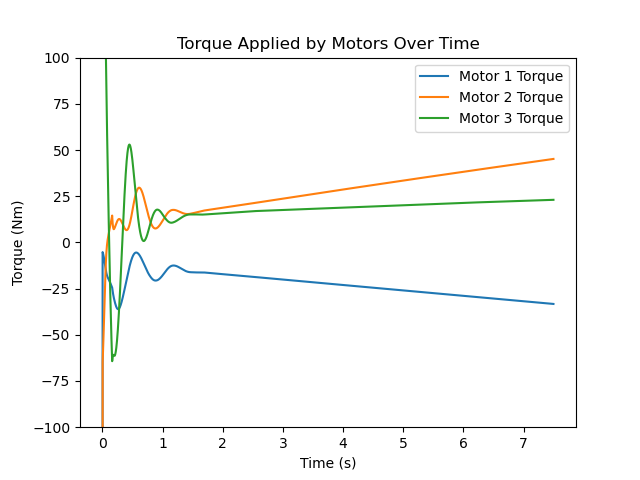 Torque Applied by Motors Over Time
Motor 1 Torque
Motor 2 Torque
Motor 3 Torque
Torque (Nm)
100
75
50
25
0
−25
−50
−75
−100
0 1 2 3 4 5 6 7
Time (s)